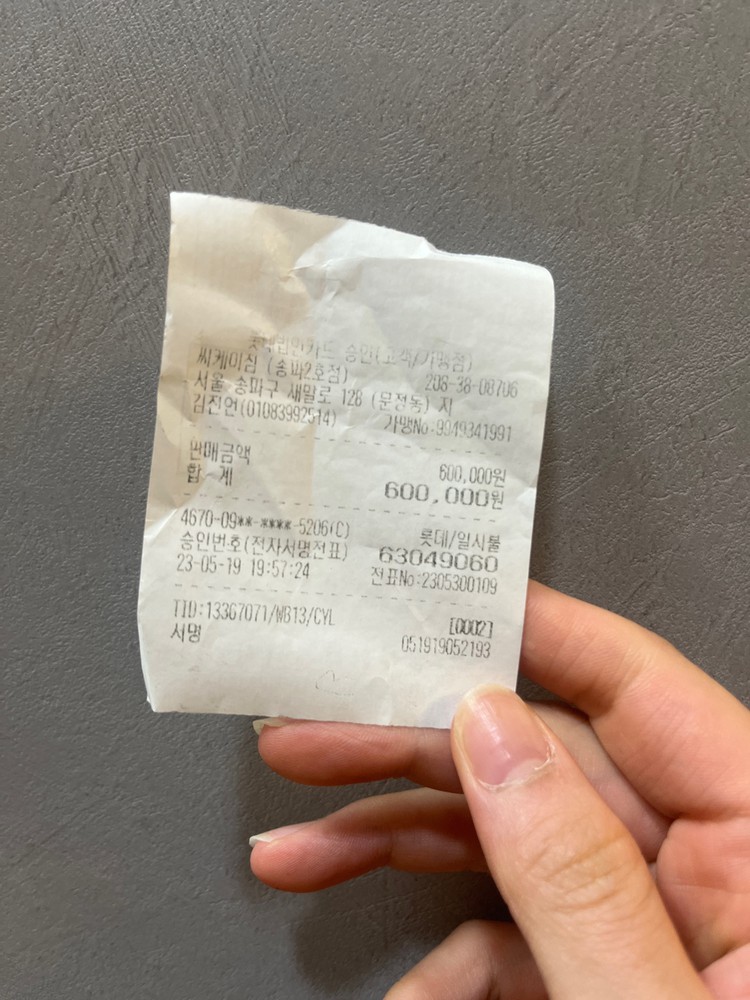 롯데법인카드 승인(고객/가맹점)
씨케이짐 (송파2호점) 208-38-08706
서울 송파구 새말로 128 (문정동) 지
김진언(01083992514) 가맹No:9949341991
판매금액 600,000원
합 계 600,000원
4670-09**-****-5206(C) 롯데/일시불
승인번호(전자서명전표) 63049060
23-05-19 19:57:24 전표No:2305300109
TID:13367071/MB13/CYL [0002]
서명 051919052193